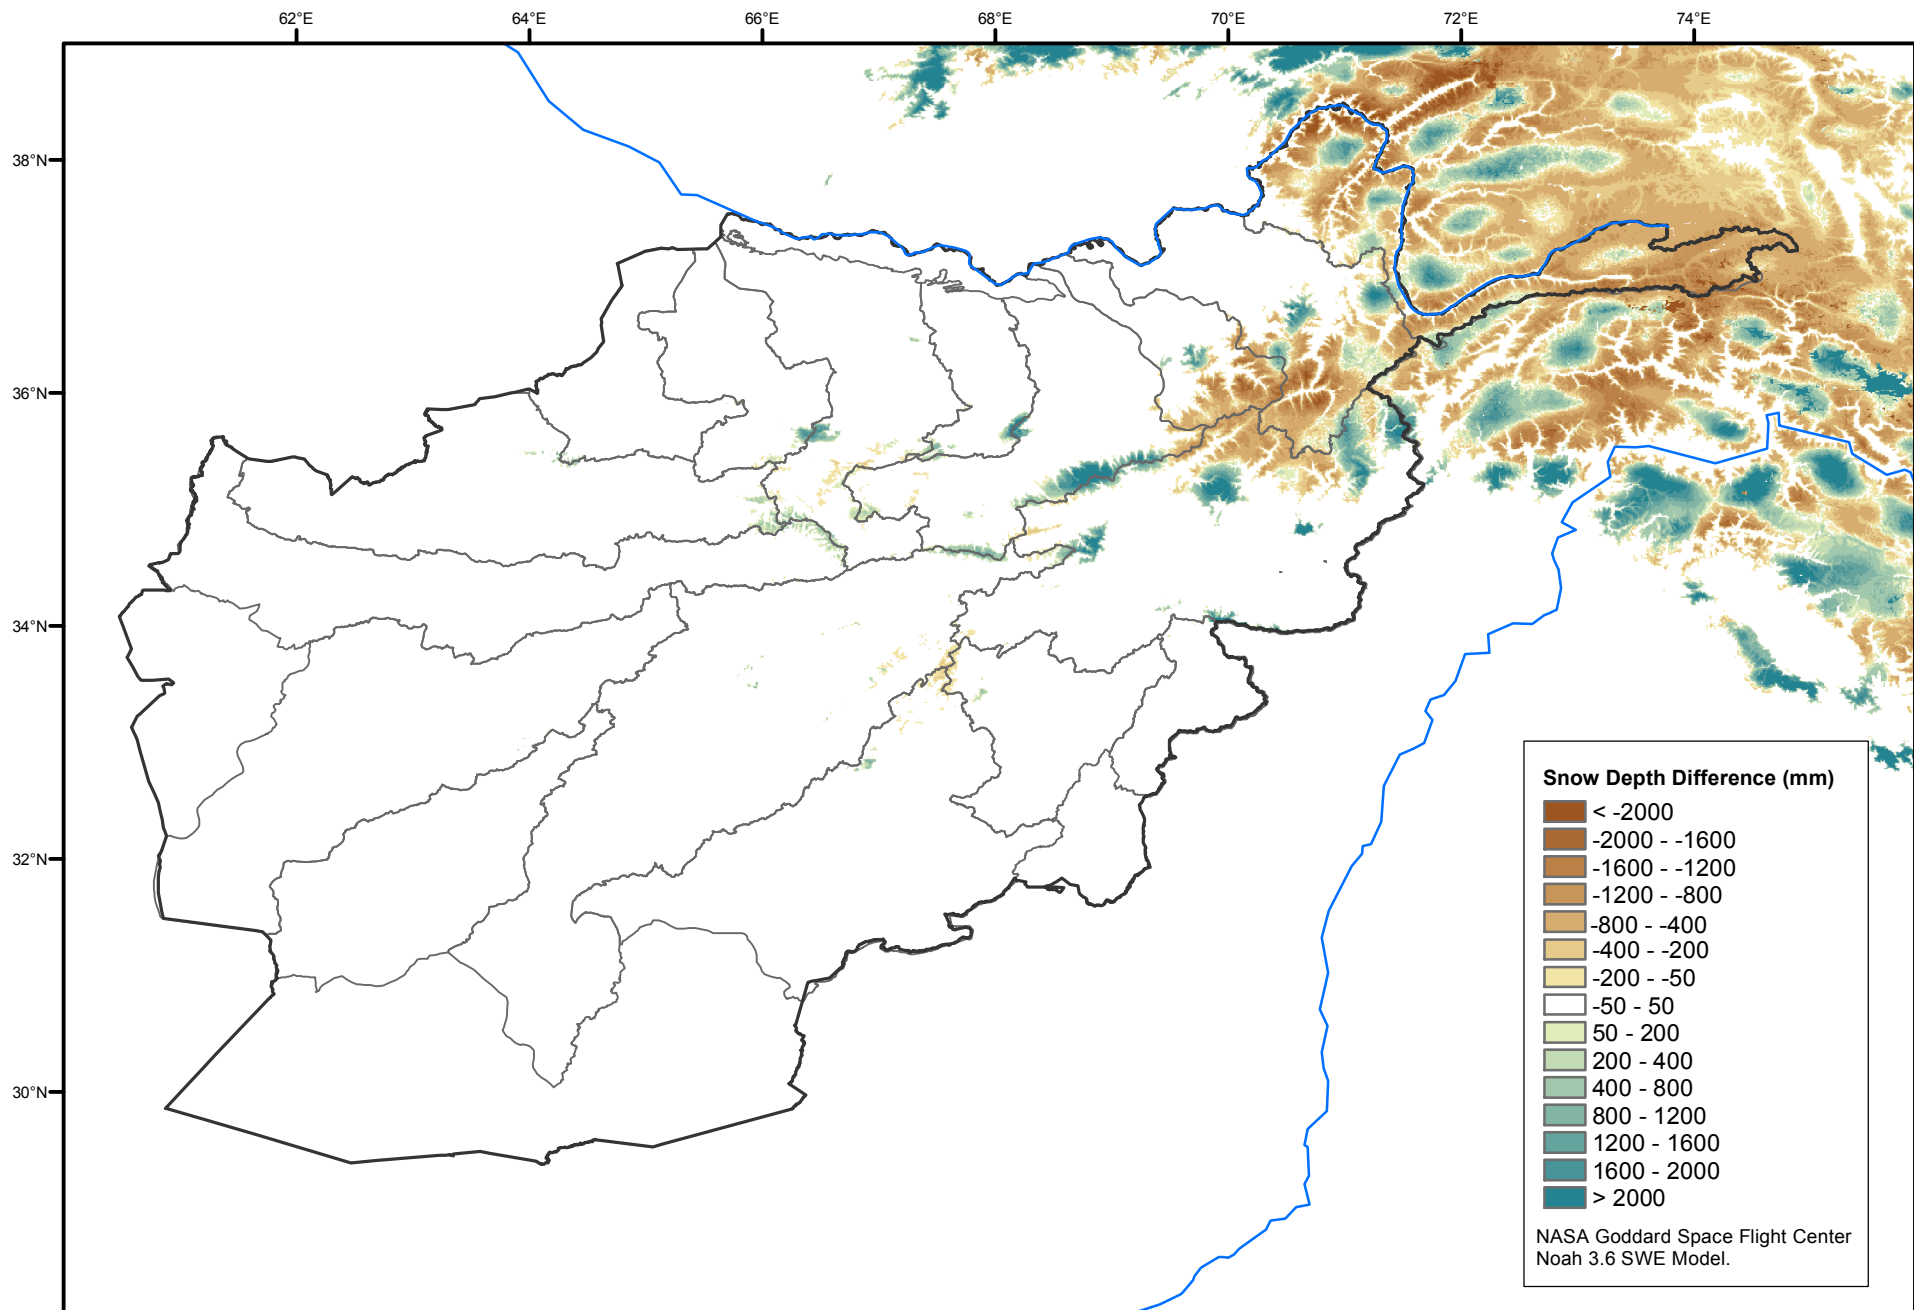 62°E 64°E 66°E 68°E 70°E 72°E 74°E
38°N
36°N
34°N
32°N
30°N
Snow Depth Difference (mm)
< -2000
-2000 - -1600
-1600 - -1200
-1200 - -800
-800 - -400
-400 - -200
-200 - -50
-50 - 50
50 - 200
200 - 400
400 - 800
800 - 1200
1200 - 1600
1600 - 2000
> 2000
NASA Goddard Space Flight Center
Noah 3.6 SWE Model.